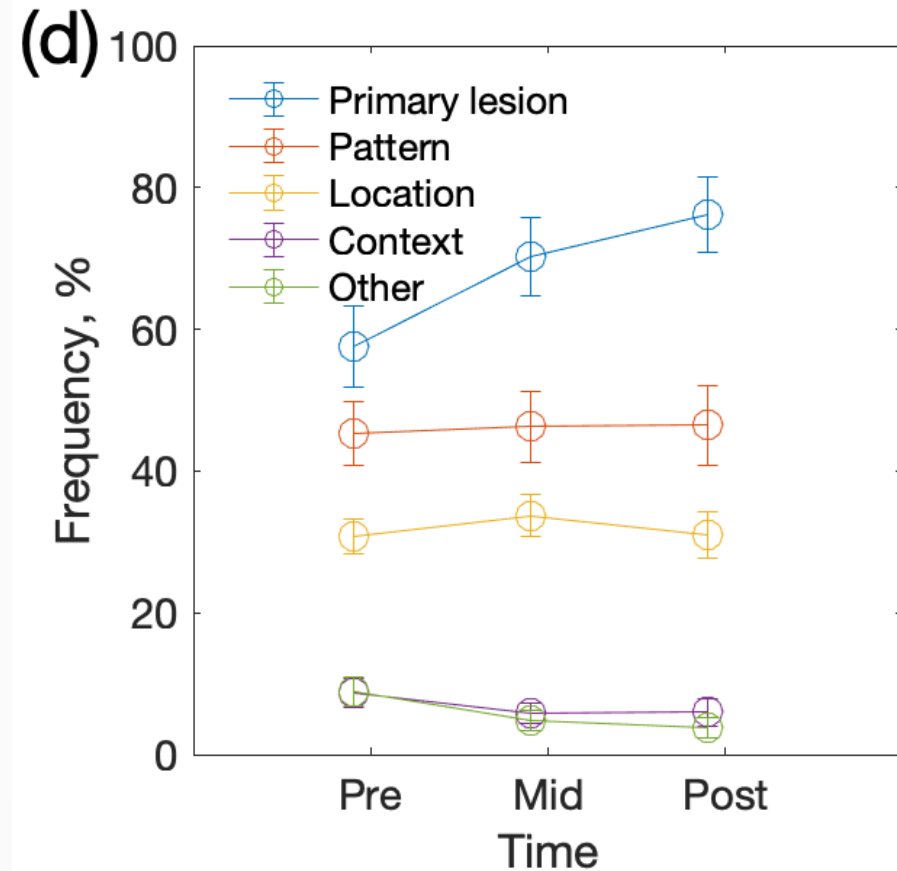 (d)
100
80
60
40
20
0
Frequency, %
Primary lesion
Pattern
Location
Context
Other
Pre Mid Post
Time